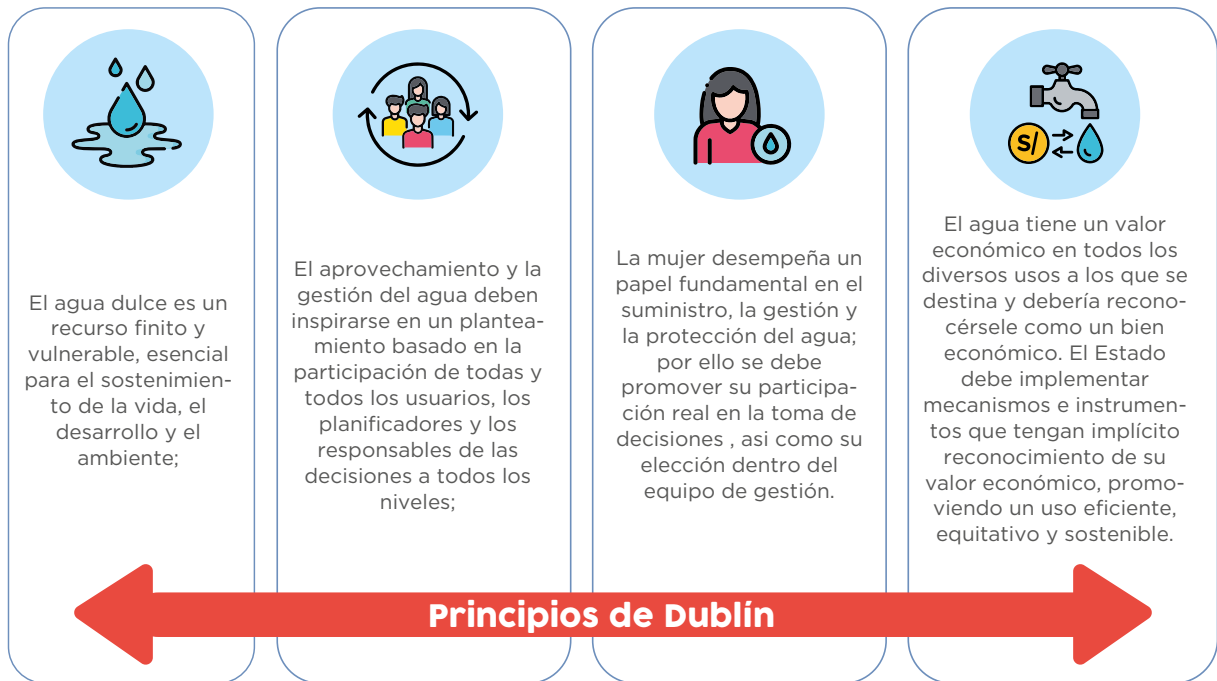 El agua dulce es un
recurso finito y
vulnerable, esencial
para el sostenimien-
to de la vida, el
desarrollo y el
ambiente;
El aprovechamiento y la
gestión del agua deben
inspirarse en un plantea-
miento basado en la
participación de todas y
todos los usuarios, los
planificadores y los
responsables de las
decisiones a todos los
niveles;
La mujer desempeña un
papel fundamental en el
suministro, la gestión y
la protección del agua;
por ello se debe
promover su participa-
ción real en la toma de
decisiones , asi como su
elección dentro del
equipo de gestión.
S/
El agua tiene un valor
económico en todos los
diversos usos a los que se
destina y debería recono-
cérsele como un bien
económico. El Estado
debe implementar
mecanismos e instrumen-
tos que tengan implícito
reconocimiento de su
valor económico, promo-
viendo un uso eficiente,
equitativo y sostenible.
Principios de Dublín